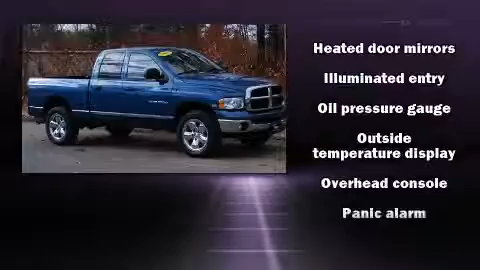 Heated door mirrors
Illuminated entry
Oil pressure gauge
Outside
temperature display
Overhead console
Panic alarm